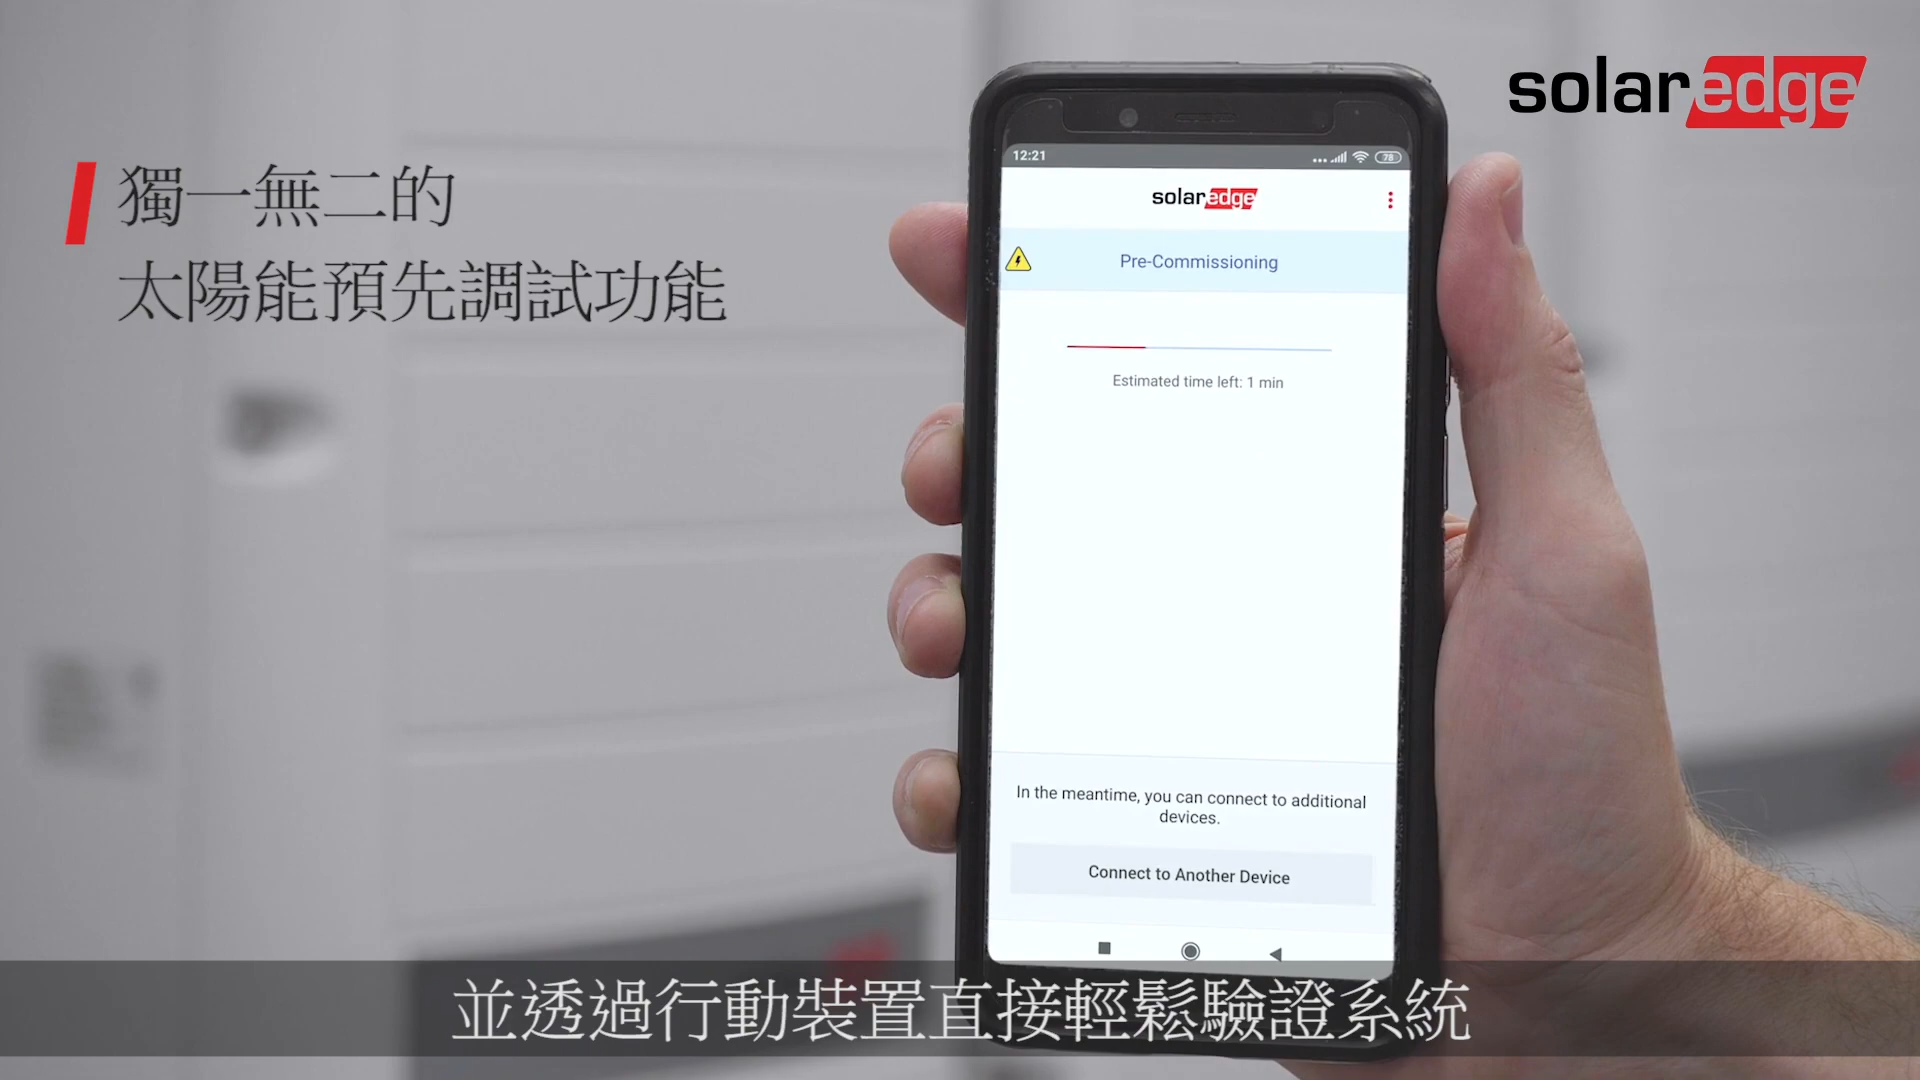 solaredge
獨一無二的
太陽能預先調試功能
12:21
78
solaredge
Pre-Commissioning
Estimated time left: 1 min
In the meantime, you can connect to additional
devices.
Connect to Another Device
並透過行動裝置直接輕鬆驗證系統